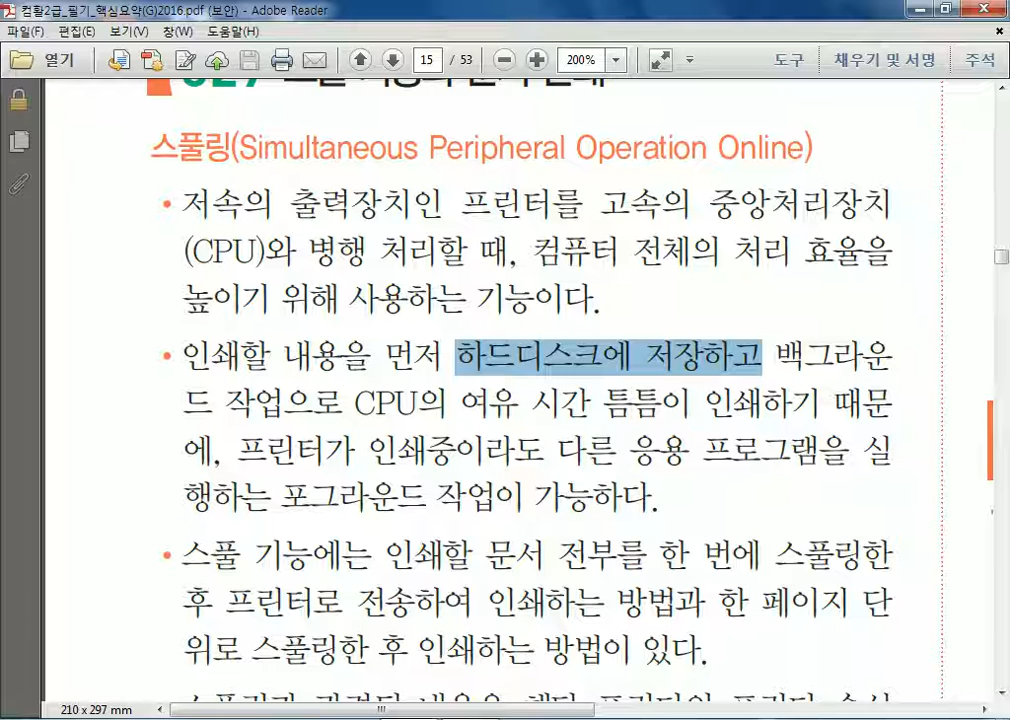 컴활2급_필기_핵심요약(G)2016.pdf (보안) - Adobe Reader
파일(F) 편집(E) 보기(V) 창(W) 도움말(H)
열기 15 / 53 200% 도구 채우기 및 서명 주석
스풀링(Simultaneous Peripheral Operation Online)
• 저속의 출력장치인 프린터를 고속의 중앙처리장치
(CPU)와 병행 처리할 때, 컴퓨터 전체의 처리 효율을
높이기 위해 사용하는 기능이다.
• 인쇄할 내용을 먼저 하드디스크에 저장하고 백그라운
드 작업으로 CPU의 여유 시간 틈틈이 인쇄하기 때문
에, 프린터가 인쇄중이라도 다른 응용 프로그램을 실
행하는 포그라운드 작업이 가능하다.
• 스풀 기능에는 인쇄할 문서 전부를 한 번에 스풀링한
후 프린터로 전송하여 인쇄하는 방법과 한 페이지 단
위로 스풀링한 후 인쇄하는 방법이 있다.
210 x 297 mm